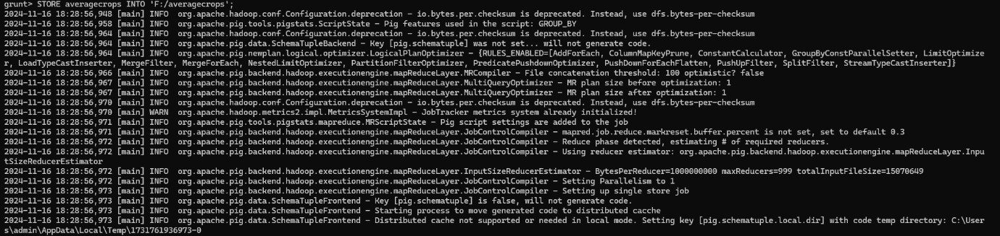 grunt> STORE averagecrops INTO 'F:/averagecrops';
2024-11-16 18:28:56,948 [main] INFO  org.apache.hadoop.conf.Configuration.deprecation - io.bytes.per.checksum is deprecated. Instead, use dfs.bytes-per-checksum
2024-11-16 18:28:56,958 [main] INFO  org.apache.pig.tools.pigstats.ScriptState - Pig features used in the script: GROUP_BY
2024-11-16 18:28:56,964 [main] INFO  org.apache.hadoop.conf.Configuration.deprecation - io.bytes.per.checksum is deprecated. Instead, use dfs.bytes-per-checksum
2024-11-16 18:28:56,964 [main] INFO  org.apache.pig.data.SchemaTupleBackend - Key [pig.schematuple] was not set... will not generate code.
2024-11-16 18:28:56,964 [main] INFO  org.apache.pig.newplan.logical.optimizer.LogicalPlanOptimizer - {RULES_ENABLED=[AddForEach, ColumnMapKeyPrune, ConstantCalculator, GroupByConstParallelSetter, LimitOptimize
r, LoadTypeCastInserter, MergeFilter, MergeForEach, NestedLimitOptimizer, PartitionFilterOptimizer, PredicatePushdownOptimizer, PushDownForEachFlatten, PushUpFilter, SplitFilter, StreamTypeCastInserter]}
2024-11-16 18:28:56,966 [main] INFO  org.apache.pig.backend.hadoop.executionengine.mapReduceLayer.MRCompiler - File concatenation threshold: 100 optimistic? false
2024-11-16 18:28:56,967 [main] INFO  org.apache.pig.backend.hadoop.executionengine.mapReduceLayer.MultiQueryOptimizer - MR plan size before optimization: 1
2024-11-16 18:28:56,967 [main] INFO  org.apache.pig.backend.hadoop.executionengine.mapReduceLayer.MultiQueryOptimizer - MR plan size after optimization: 1
2024-11-16 18:28:56,970 [main] INFO  org.apache.hadoop.conf.Configuration.deprecation - io.bytes.per.checksum is deprecated. Instead, use dfs.bytes-per-checksum
2024-11-16 18:28:56,970 [main] WARN  org.apache.hadoop.metrics2.impl.MetricsSystemImpl - JobTracker metrics system already initialized!
2024-11-16 18:28:56,971 [main] INFO  org.apache.pig.tools.pigstats.mapreduce.MRScriptState - Pig script settings are added to the job
2024-11-16 18:28:56,971 [main] INFO  org.apache.pig.backend.hadoop.executionengine.mapReduceLayer.JobControlCompiler - mapred.job.reduce.markreset.buffer.percent is not set, set to default 0.3
2024-11-16 18:28:56,972 [main] INFO  org.apache.pig.backend.hadoop.executionengine.mapReduceLayer.JobControlCompiler - Reduce phase detected, estimating # of required reducers.
2024-11-16 18:28:56,972 [main] INFO  org.apache.pig.backend.hadoop.executionengine.mapReduceLayer.JobControlCompiler - Using reducer estimator: org.apache.pig.backend.hadoop.executionengine.mapReduceLayer.Inpu
tSizeReducerEstimator
2024-11-16 18:28:56,972 [main] INFO  org.apache.pig.backend.hadoop.executionengine.mapReduceLayer.InputSizeReducerEstimator - BytesPerReducer=1000000000 maxReducers=999 totalInputFileSize=15070649
2024-11-16 18:28:56,972 [main] INFO  org.apache.pig.backend.hadoop.executionengine.mapReduceLayer.JobControlCompiler - Setting Parallelism to 1
2024-11-16 18:28:56,973 [main] INFO  org.apache.pig.backend.hadoop.executionengine.mapReduceLayer.JobControlCompiler - Setting up single store job
2024-11-16 18:28:56,973 [main] INFO  org.apache.pig.data.SchemaTupleFrontend - Key [pig.schematuple] is false, will not generate code.
2024-11-16 18:28:56,973 [main] INFO  org.apache.pig.data.SchemaTupleFrontend - Starting process to move generated code to distributed cacche
2024-11-16 18:28:56,973 [main] INFO  org.apache.pig.data.SchemaTupleFrontend - Distributed cache not supported or needed in local mode. Setting key [pig.schematuple.local.dir] with code temp directory: C:\User
s\admin\AppData\Local\Temp\1731761936973-0